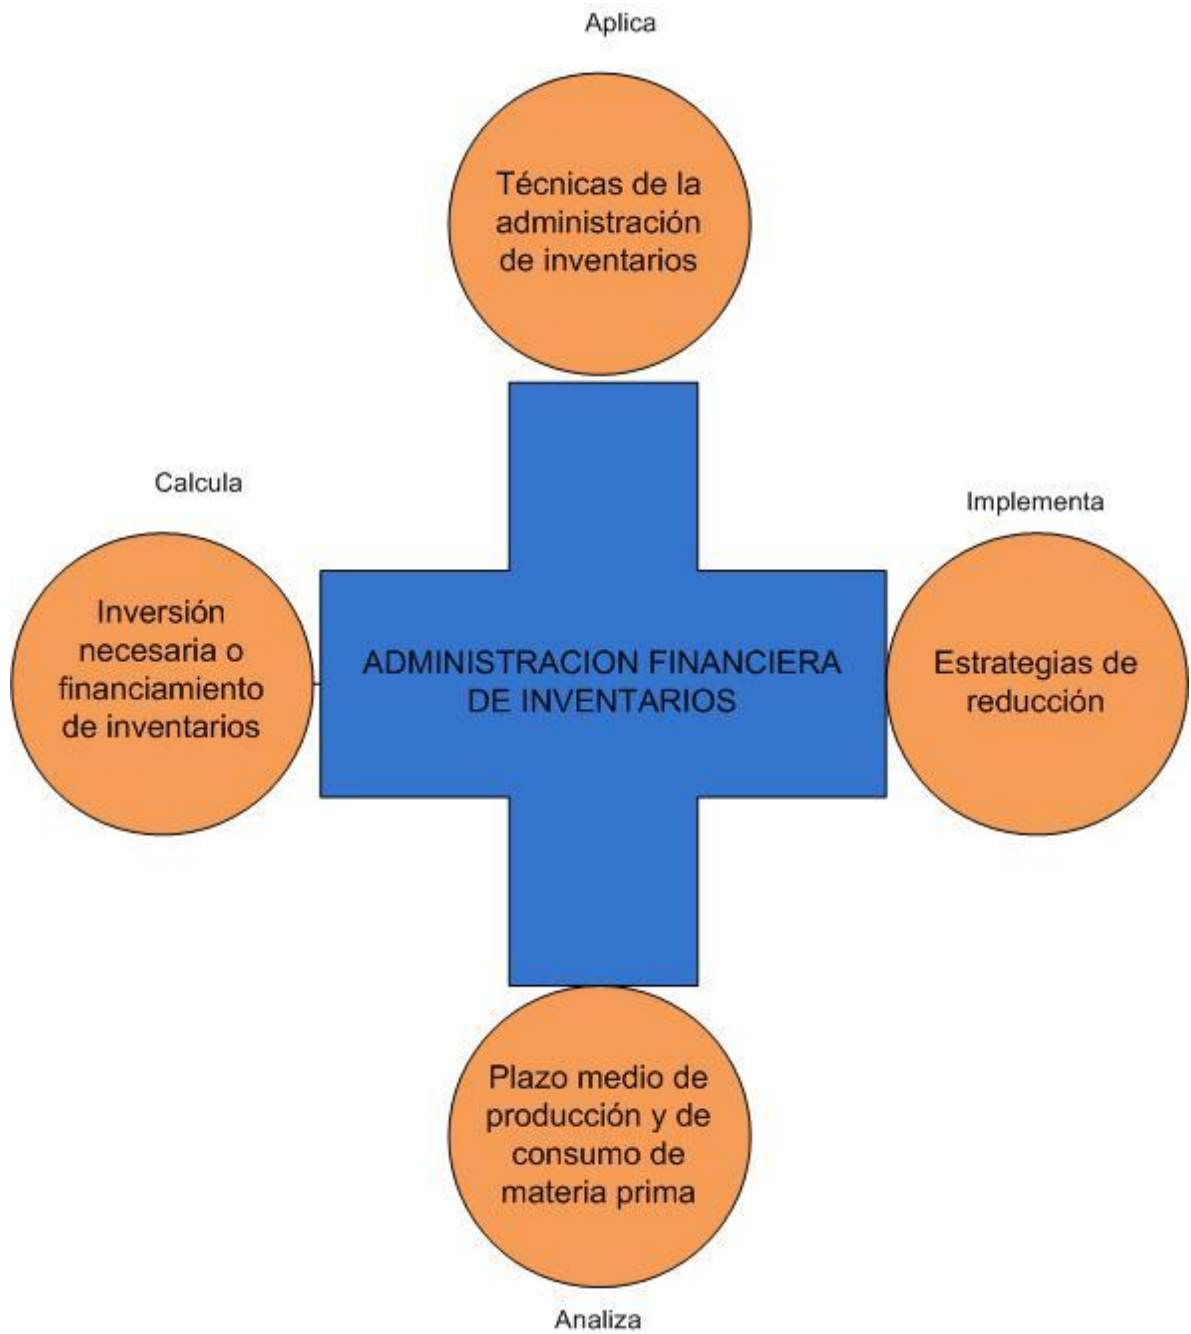 Aplica
Técnicas de la
administración
de inventarios
Calcula
Inversión
necesaria o
financiamiento
de inventarios
ADMINISTRACION FINANCIERA
DE INVENTARIOS
Implementa
Estrategias de
reducción
Plazo medio de
producción y de
consumo de
materia prima
Analiza